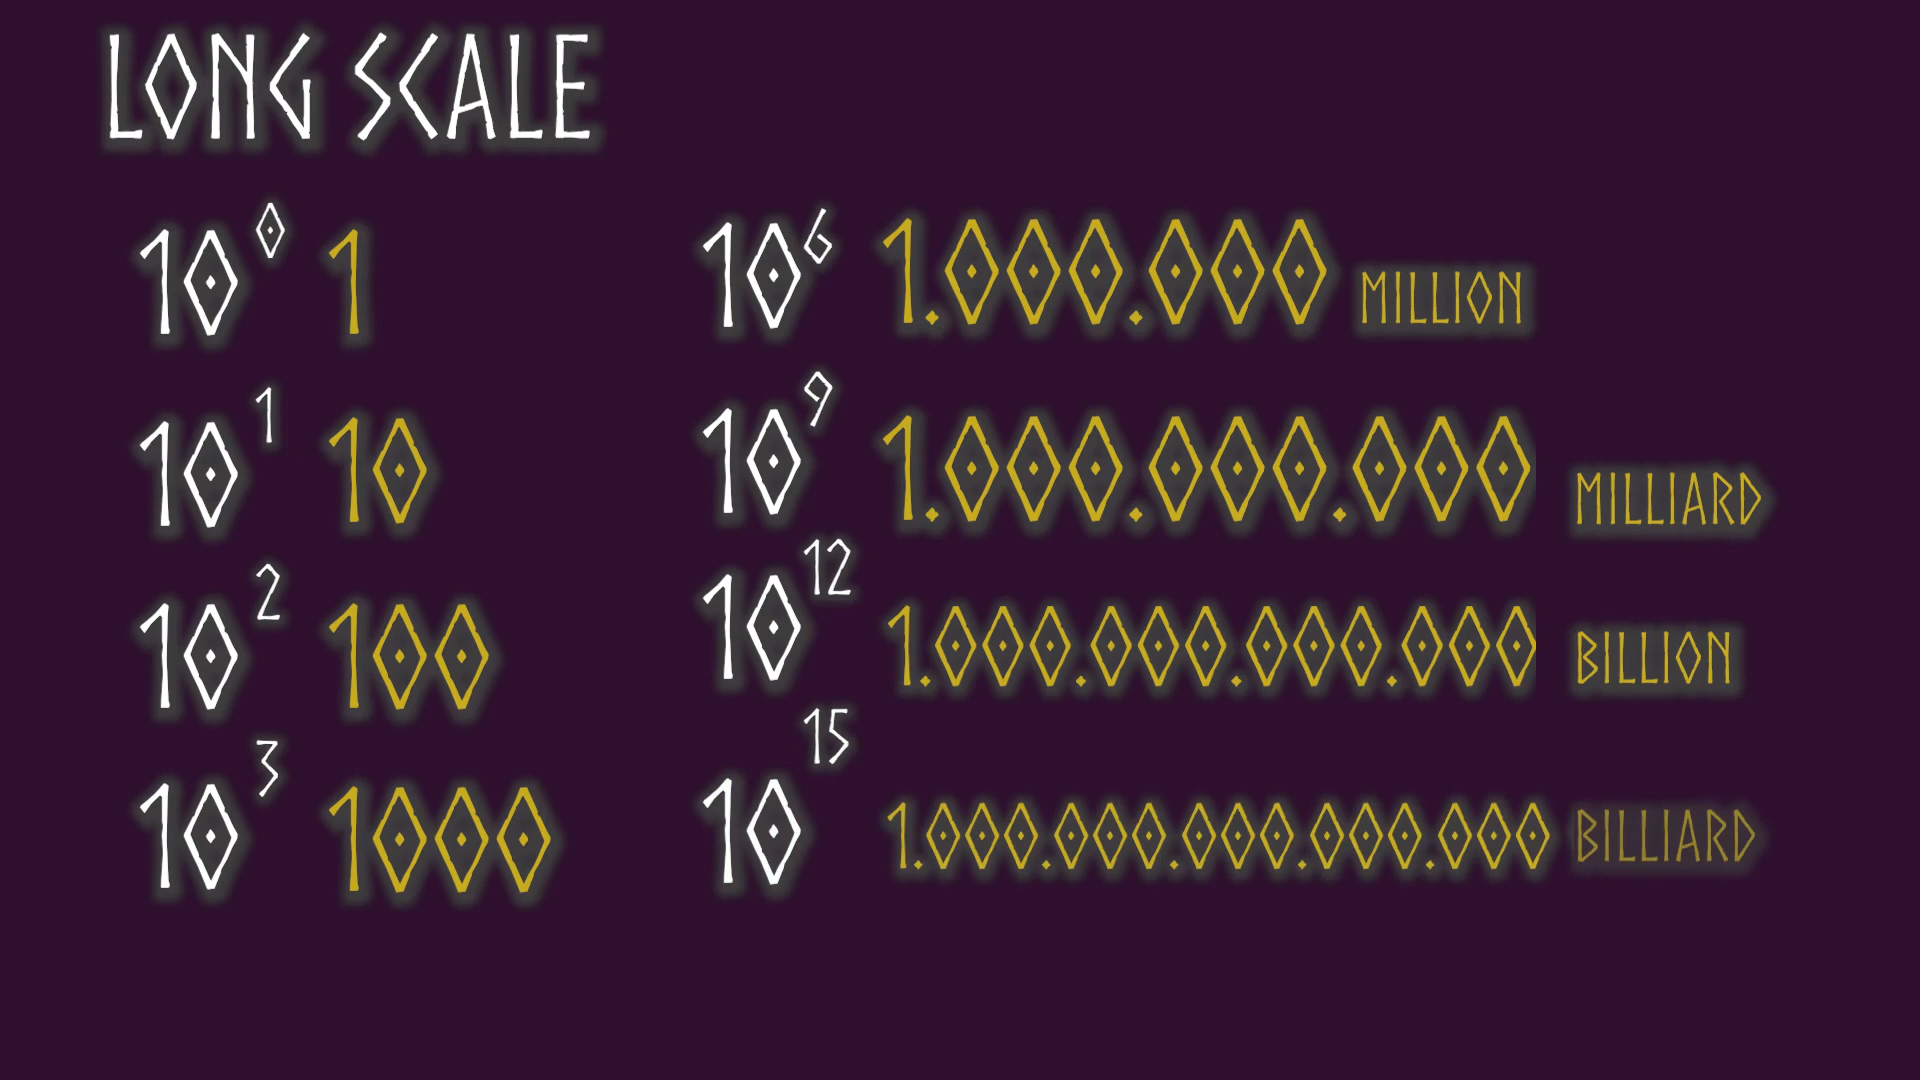 LONG SCALE
10⁰ 1
10¹ 10
10² 100
10³ 1000
10⁶ 1.000.000 MILLION
10⁹ 1.000.000.000 MILLIARD
10¹² 1.000.000.000.000 BILLION
10¹⁵ 1.000.000.000.000.000 BILLIARD